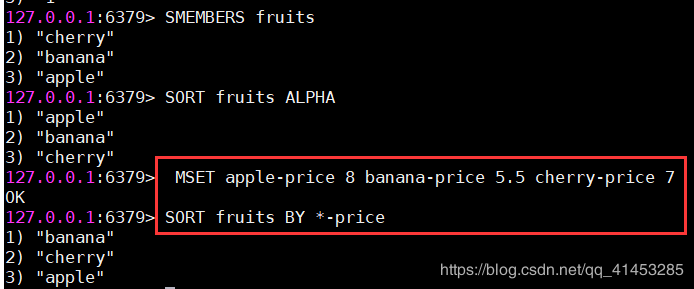 127.0.0.1:6379> SMEMBERS fruits
1) "cherry"
2) "banana"
3) "apple"
127.0.0.1:6379> SORT fruits ALPHA
1) "apple"
2) "banana"
3) "cherry"
127.0.0.1:6379>  MSET apple-price 8 banana-price 5.5 cherry-price 7
OK
127.0.0.1:6379> SORT fruits BY *-price
1) "banana"
2) "cherry"
3) "apple"
https://blog.csdn.net/qq_41453285